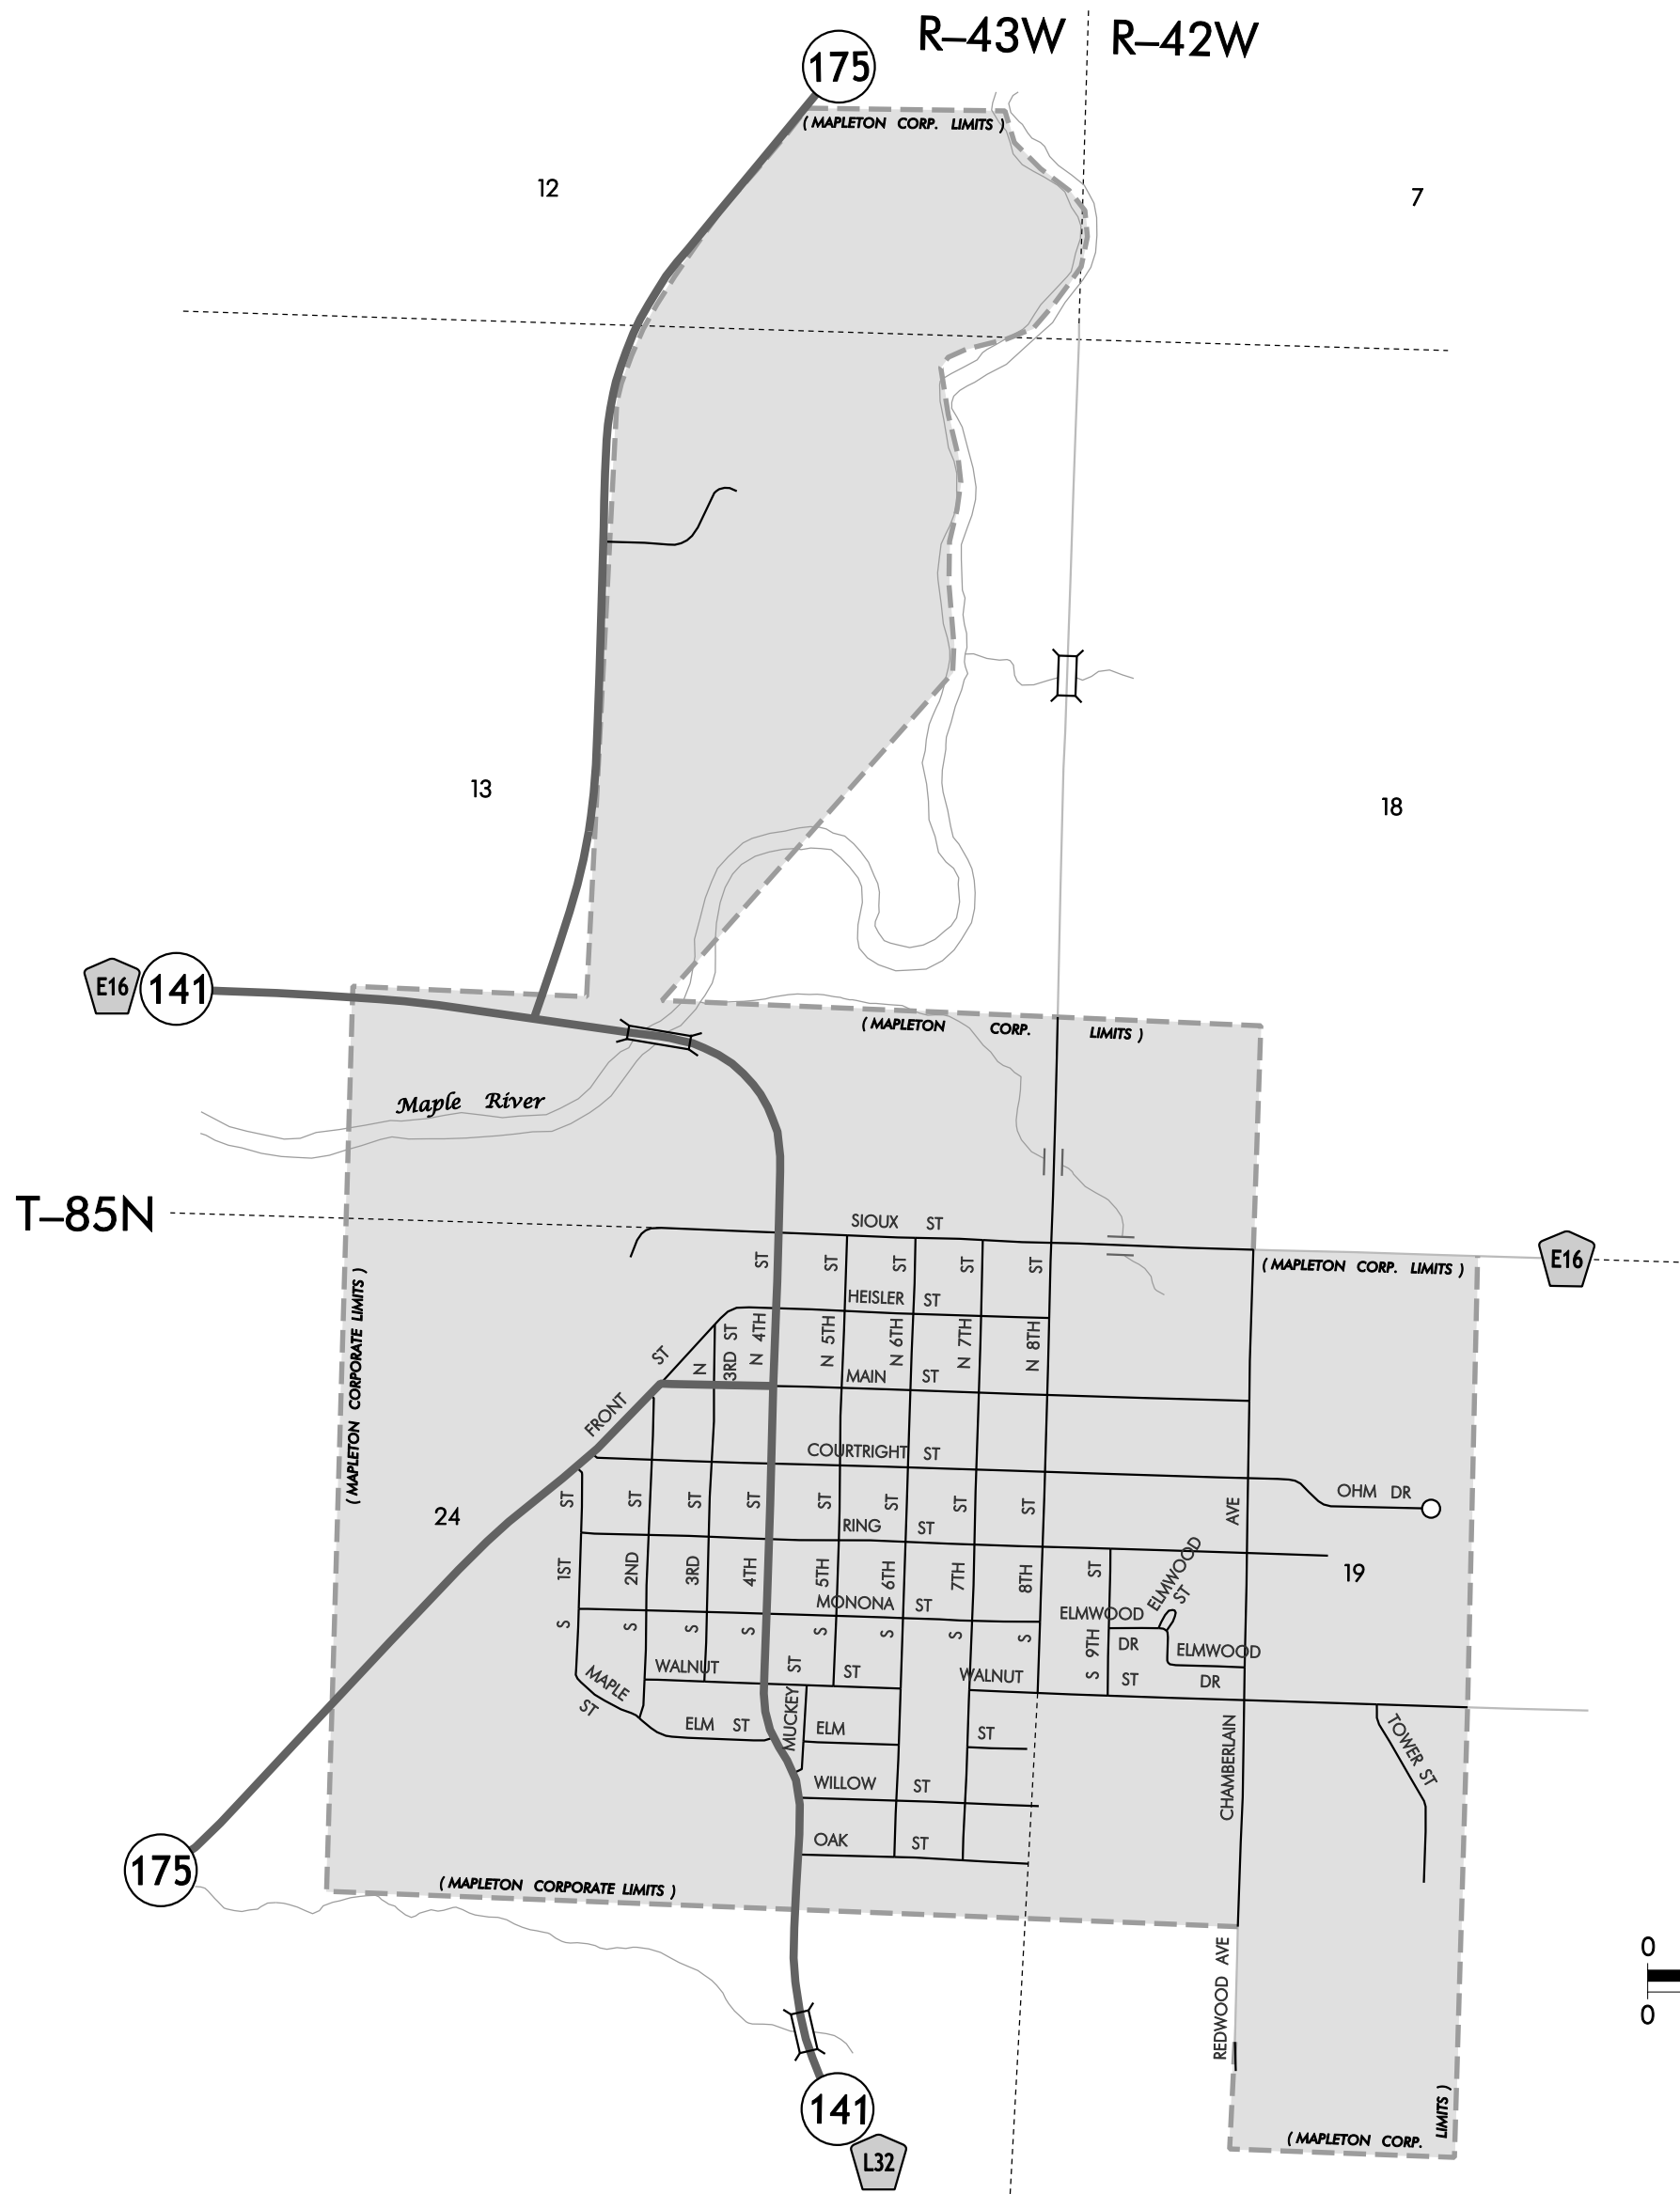 R–43W R–42W
175
( MAPLETON CORP. LIMITS )
12
7
13
18
E16 141
( MAPLETON CORP. LIMITS )
Maple River
T–85N
SIOUX ST
E16
( MAPLETON CORP. LIMITS )
( MAPLETON CORPORATE LIMITS )
ST ST ST ST ST
HEISLER ST
N 3RD ST
N 4TH
N 5TH
N 6TH
N 7TH
N 8TH
FRONT ST
MAIN ST
COURTRIGHT ST
OHM DR
24
19
RING ST
S 1ST ST
S 2ND ST
S 3RD ST
S 4TH ST
S 5TH ST
S 6TH ST
S 7TH ST
S 8TH ST
S 9TH ST
MONONA ST
ELMWOOD ST
ELMWOOD DR
ELMWOOD DR
WALNUT ST
WALNUT ST
MAPLE ST
ELM ST
MUCKEY ST
ELM ST
WILLOW ST
OAK ST
CHAMBERLAIN AVE
TOWER ST
175
( MAPLETON CORPORATE LIMITS )
REDWOOD AVE
0
0
141
L32
( MAPLETON CORP. LIMITS )